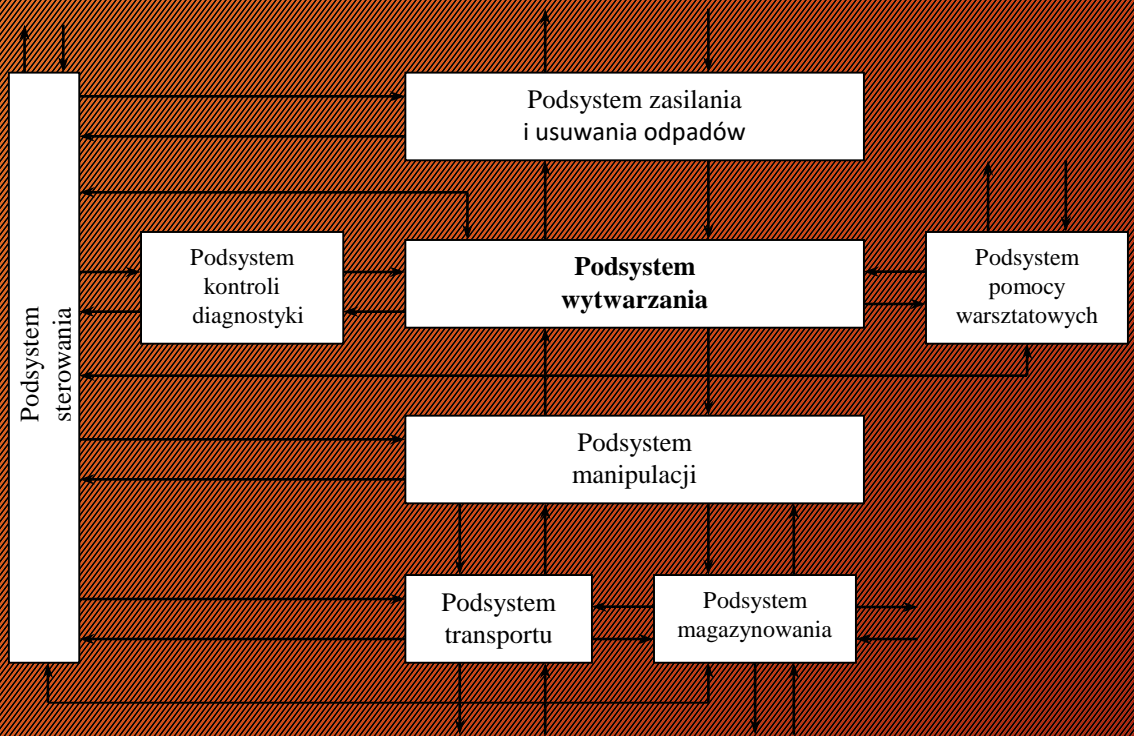 Podsystem zasilania
i usuwania odpadów
Podsystem
kontroli
diagnostyki
Podsystem
wytwarzania
Podsystem
pomocy
warsztatowych
Podsystem
sterowania
Podsystem
manipulacji
Podsystem
transportu
Podsystem
magazynowania